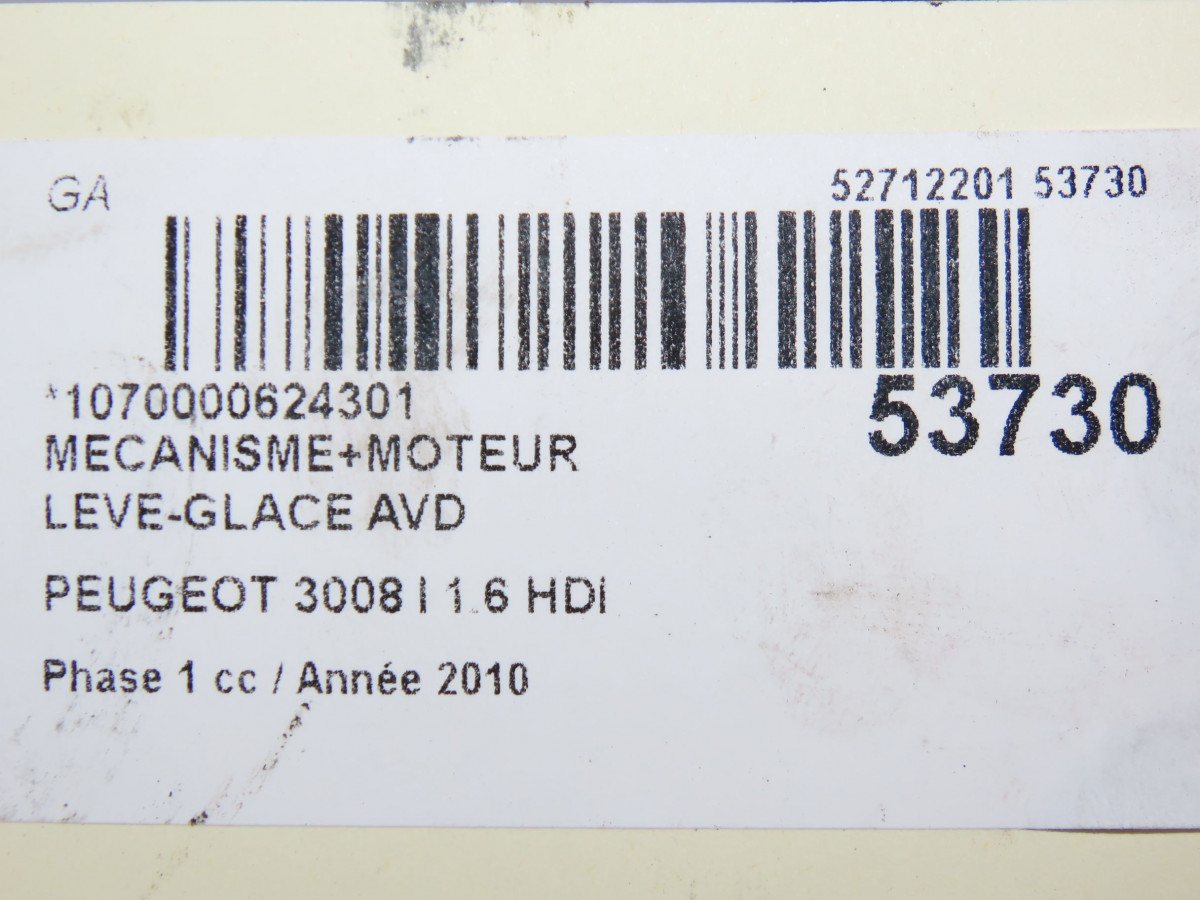 GA
52712201 53730
*1070000624301
53730
MECANISME+MOTEUR
LEVE-GLACE AVD
PEUGEOT 3008 I 1.6 HDI
Phase 1 cc / Année 2010